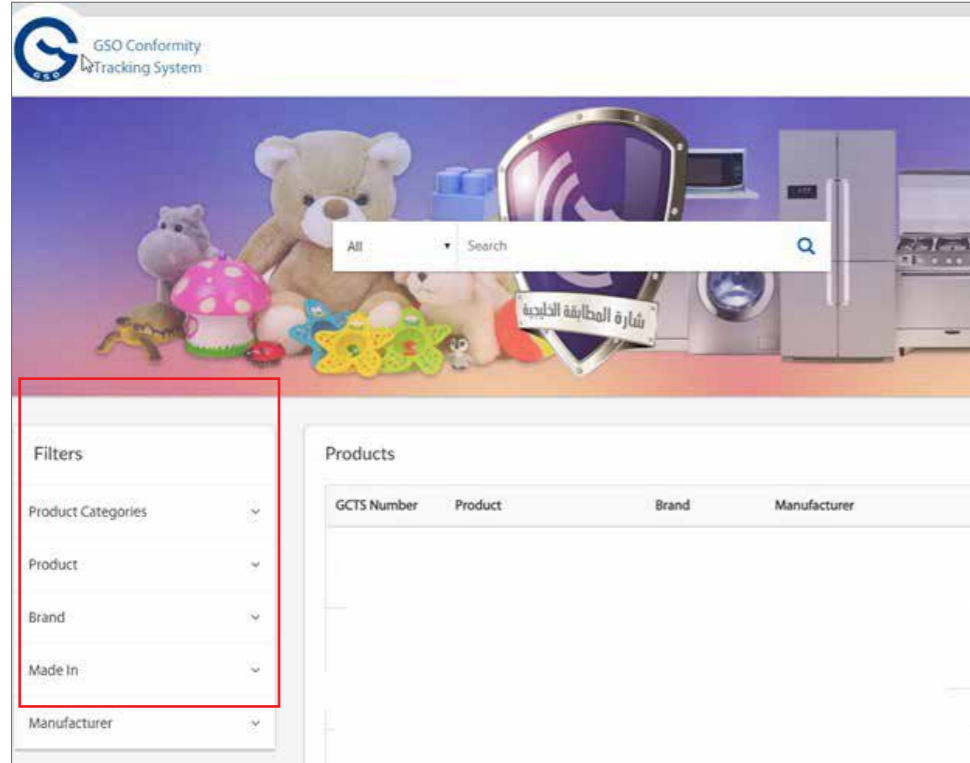 GSO Conformity
Tracking System
GSO
All
Search
شارة المطابقة الخليجية
Filters
Product Categories
Product
Brand
Made In
Manufacturer
Products
GCTS Number Product Brand Manufacturer